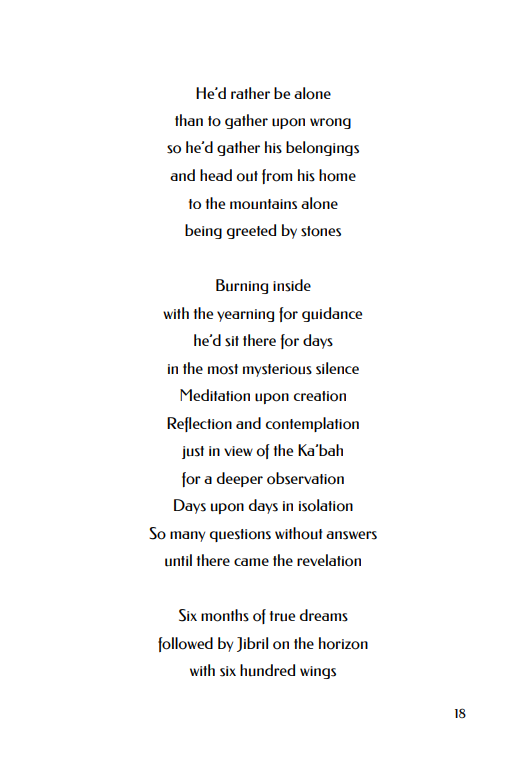 He'd rather be alone
than to gather upon wrong
so he'd gather his belongings
and head out from his home
to the mountains alone
being greeted by stones
Burning inside
with the yearning for guidance
he'd sit there for days
in the most mysterious silence
Meditation upon creation
Reflection and contemplation
just in view of the Ka'bah
for a deeper observation
Days upon days in isolation
So many questions without answers
until there came the revelation
Six months of true dreams
followed by Jibril on the horizon
with six hundred wings
18